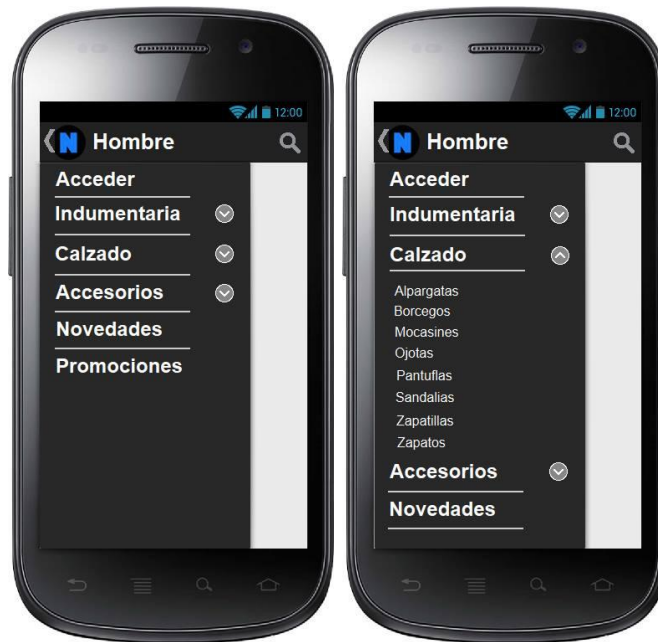 12:00
N Hombre
Acceder
Indumentaria
Calzado
Accesorios
Novedades
Promociones
12:00
N Hombre
Acceder
Indumentaria
Calzado
Alpargatas
Borcegos
Mocasines
Ojotas
Pantuflas
Sandalias
Zapatillas
Zapatos
Accesorios
Novedades